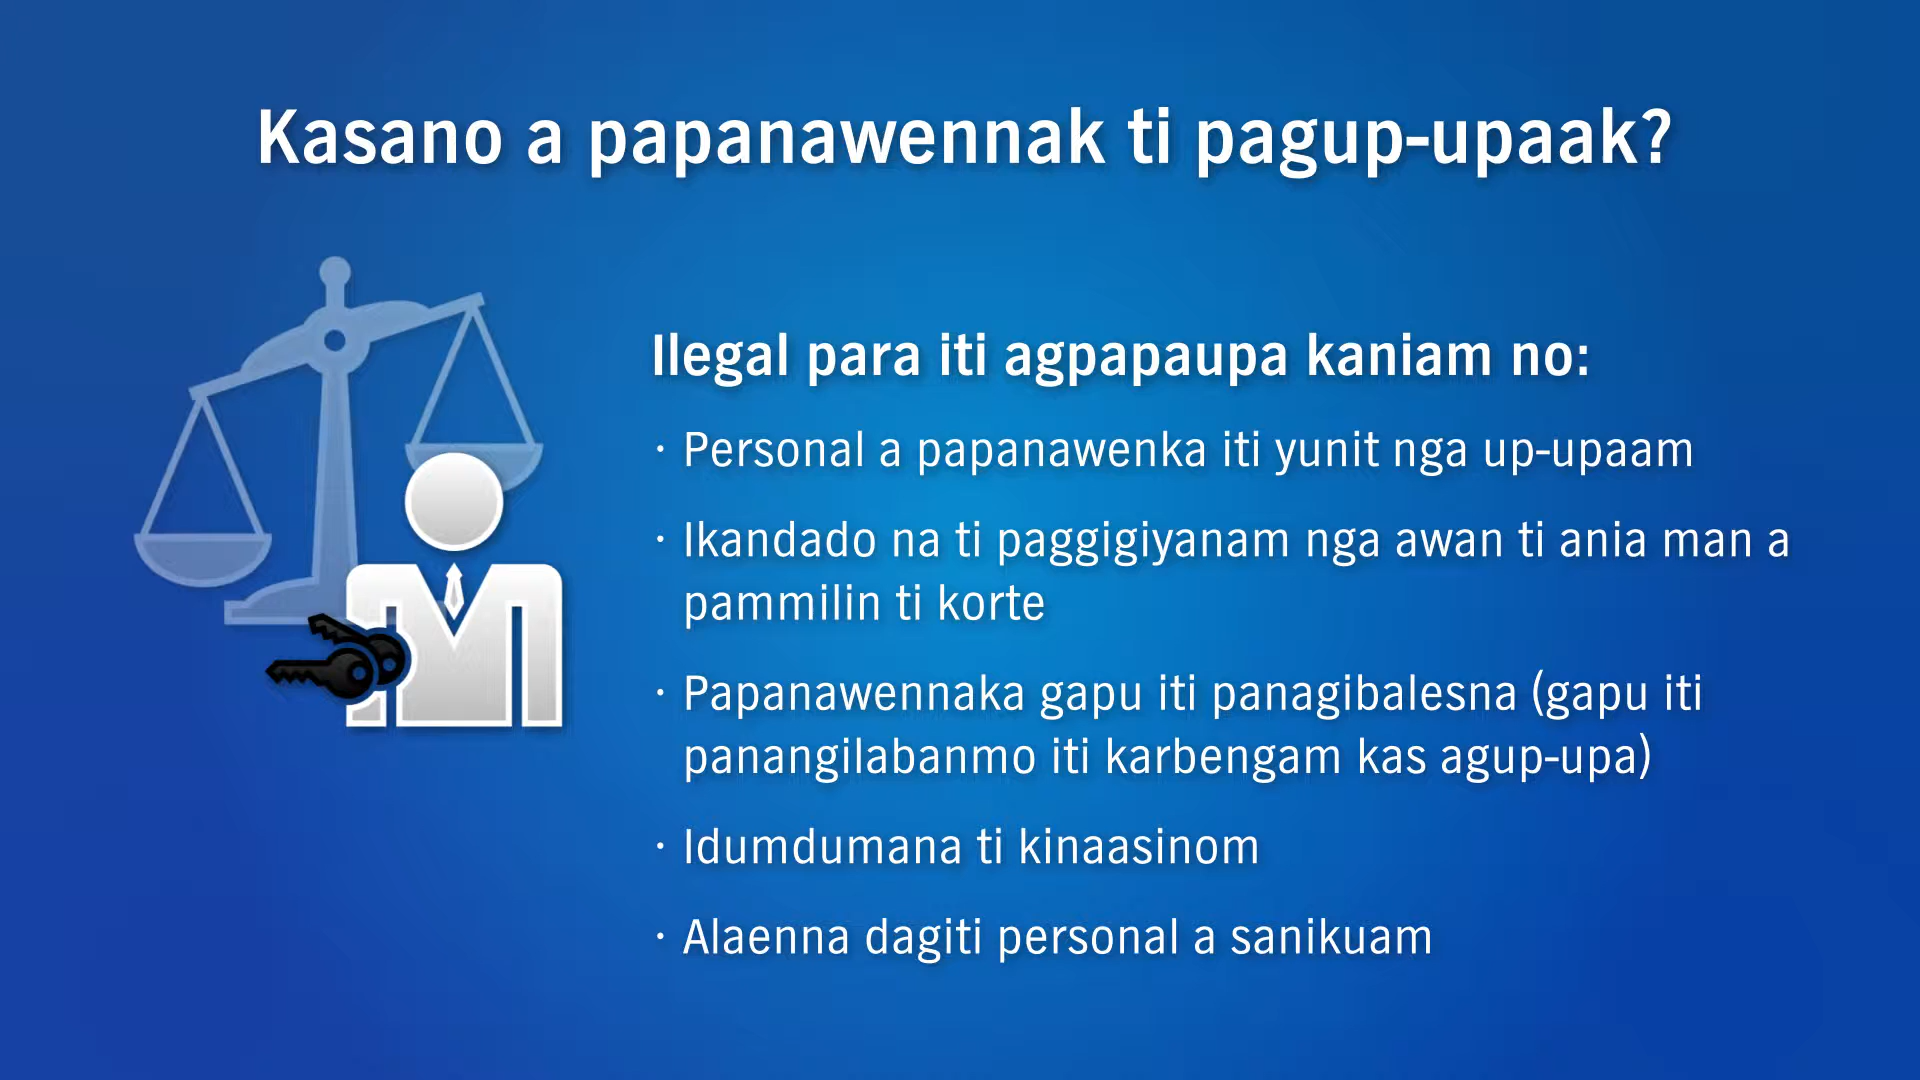 Kasano a papanawennak ti pagup-upaak?
Ilegal para iti agpapaupa kaniam no:
· Personal a papanawenka iti yunit nga up-upaam
· Ikandado na ti paggigiyanam nga awan ti ania man a
pammilin ti korte
· Papanawennaka gapu iti panagibalesna (gapu iti
panangilabanmo iti karbengam kas agup-upa)
· Idumdumana ti kinaasinom
· Alaenna dagiti personal a sanikuam